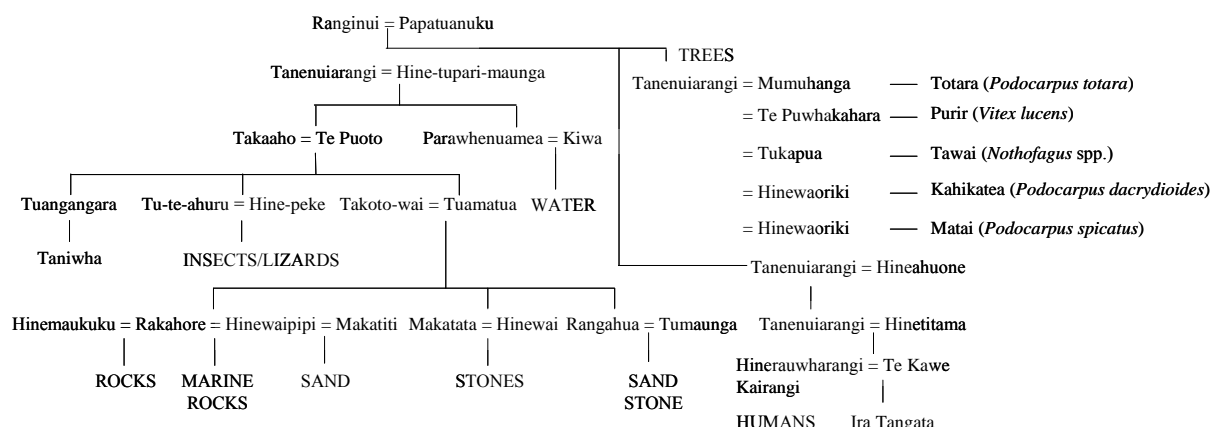 Ranginui = Papatuanuku
TREES
Tanenuiarangi = Hine-tupari-maunga
Tanenuiarangi = Mumuhanga — Totara (Podocarpus totara)
= Te Puwhakahara — Purir (Vitex lucens)
Takaaho = Te Puoto Parawhenuamea = Kiwa
= Tukapua — Tawai (Nothofagus spp.)
= Hinewaoriki — Kahikatea (Podocarpus dacrydioides)
Tuangangara Tu-te-ahuru = Hine-peke Takoto-wai = Tuamatua WATER
= Hinewaoriki — Matai (Podocarpus spicatus)
Taniwha INSECTS/LIZARDS
Tanenuiarangi = Hineahuone
Hinemaukuku = Rakahore = Hinewaipipi = Makatiti Makatata = Hinewai Rangahua = Tumaunga Tanenuiarangi = Hinetitama
Hinerauwharangi = Te Kawe
Kairangi
ROCKS MARINE ROCKS SAND STONES SAND STONE
HUMANS Ira Tangata